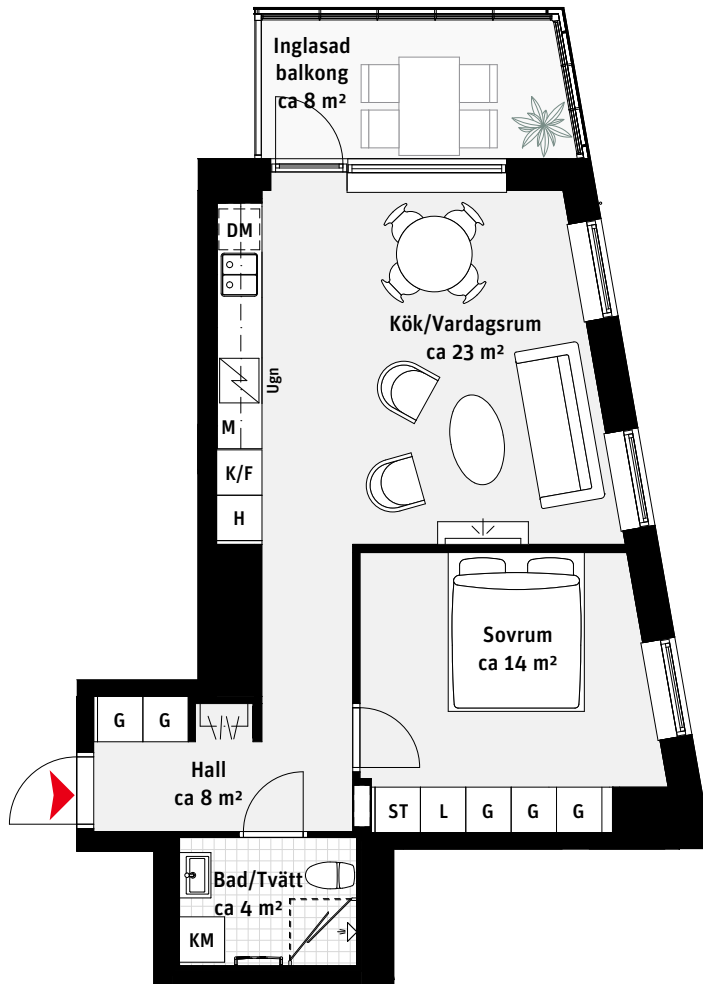 Inglasad
balkong
ca 8 m²
DM
Kök/Vardagsrum
ca 23 m²
Ugn
M
K/F
H
Sovrum
ca 14 m²
G G
Hall
ca 8 m²
ST L G G G
Bad/Tvätt
ca 4 m²
KM